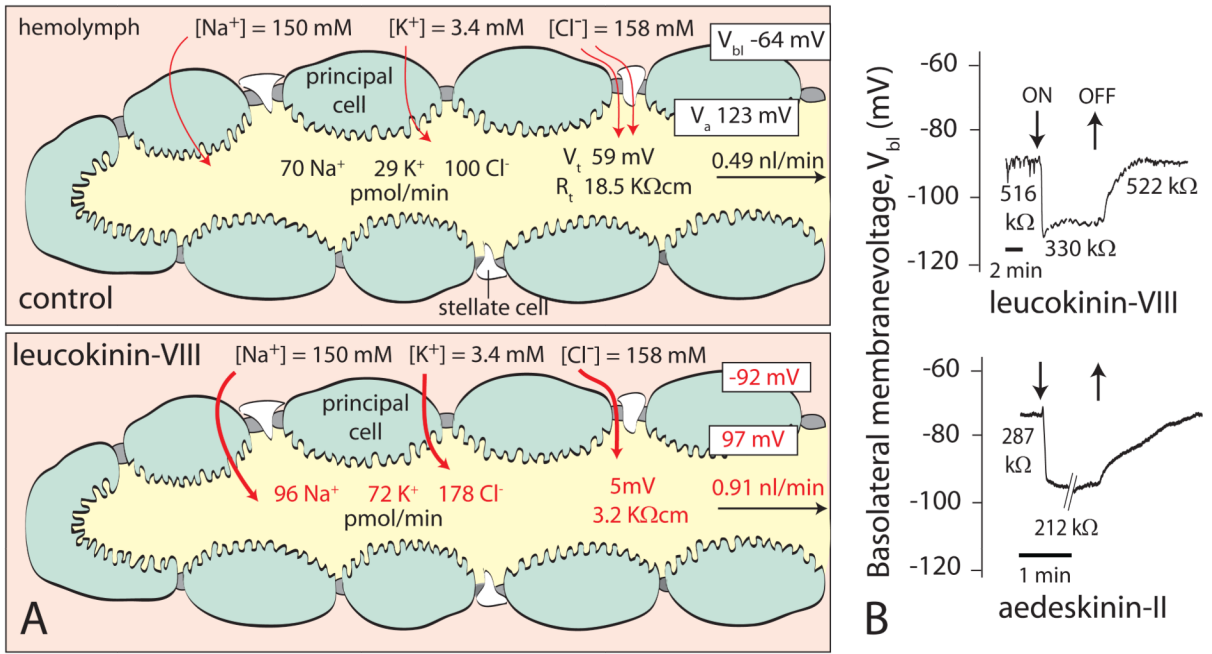 hemolymph
[Na⁺] = 150 mM
[K⁺] = 3.4 mM
[Cl⁻] = 158 mM
V_bl -64 mV
principal
cell
V_a 123 mV
70 Na⁺
29 K⁺
100 Cl⁻
pmol/min
V_t 59 mV
R_t 18.5 KΩcm
0.49 nl/min
control
stellate cell
leucokinin-VIII
[Na⁺] = 150 mM
[K⁺] = 3.4 mM
[Cl⁻] = 158 mM
-92 mV
principal
cell
97 mV
96 Na⁺
72 K⁺
178 Cl⁻
pmol/min
5mV
3.2 KΩcm
0.91 nl/min
A
Basolateral membranevoltage, V_bl (mV)
-60
-80
-100
-120
ON
OFF
516
kΩ
330 kΩ
522 kΩ
2 min
leucokinin-VIII
-60
-80
-100
-120
287
kΩ
212 kΩ
1 min
aedeskinin-II
B